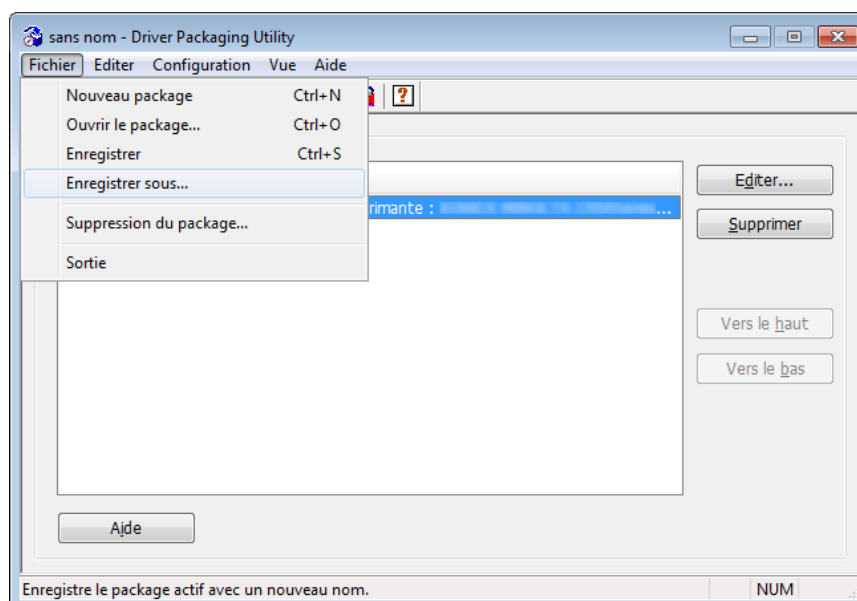 sans nom - Driver Packaging Utility
Fichier Editer Configuration Vue Aide
Nouveau package Ctrl+N
Ouvrir le package... Ctrl+O
Enregistrer Ctrl+S
Enregistrer sous...
Editer...
rimante : ...
Suppression du package...
Supprimer
Sortie
Vers le haut
Vers le bas
Aide
Enregistre le package actif avec un nouveau nom. NUM